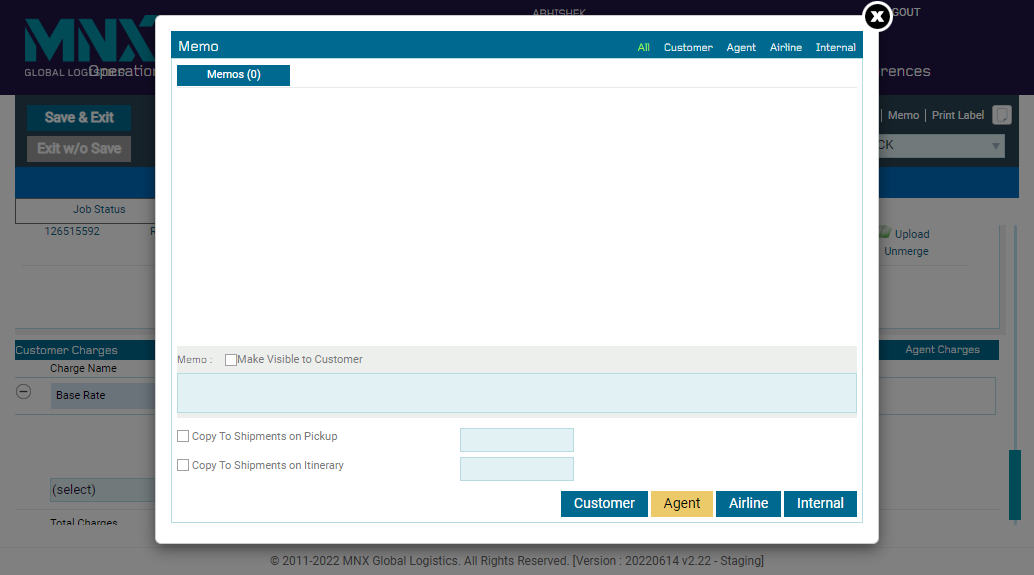 ABHISHEK
MNX
GLOBAL LOGISTICS
Operation
Save & Exit
Exit w/o Save
Memo
Print Label
CK
Job Status
126515592
Upload
Unmerge
Customer Charges
Agent Charges
Charge Name
Base Rate
(select)
Total Charges
Memo
All Customer Agent Airline Internal
Memos (0)
Memo : Make Visible to Customer
Copy To Shipments on Pickup
Copy To Shipments on Itinerary
Customer Agent Airline Internal
© 2011-2022 MNX Global Logistics. All Rights Reserved. [Version : 20220614 v2.22 - Staging]